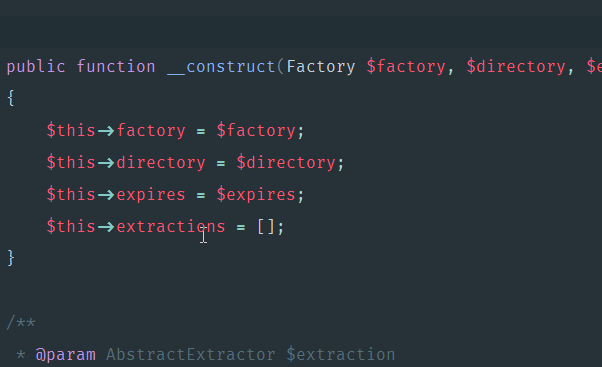 public function __construct(Factory $factory, $directory, $e
{
    $this->factory = $factory;
    $this->directory = $directory;
    $this->expires = $expires;
    $this->extractions = [];
}
/**
 * @param AbstractExtractor $extraction